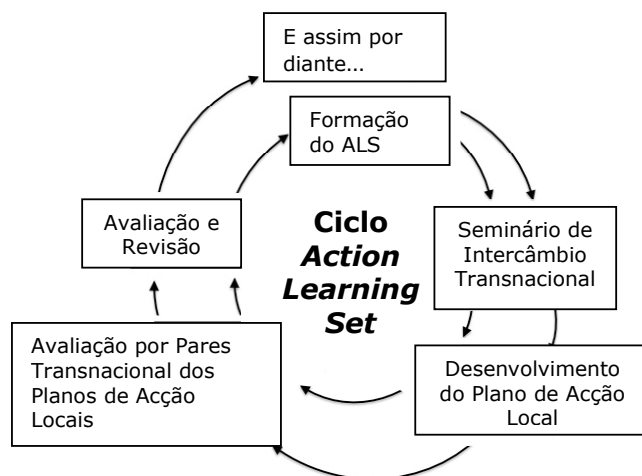 E assim por
diante...
Formação
do ALS
Avaliação e
Revisão
Ciclo
Action
Learning
Set
Seminário de
Intercâmbio
Transnacional
Avaliação por Pares
Transnacional dos
Planos de Acção
Locais
Desenvolvimento
do Plano de Acção
Local